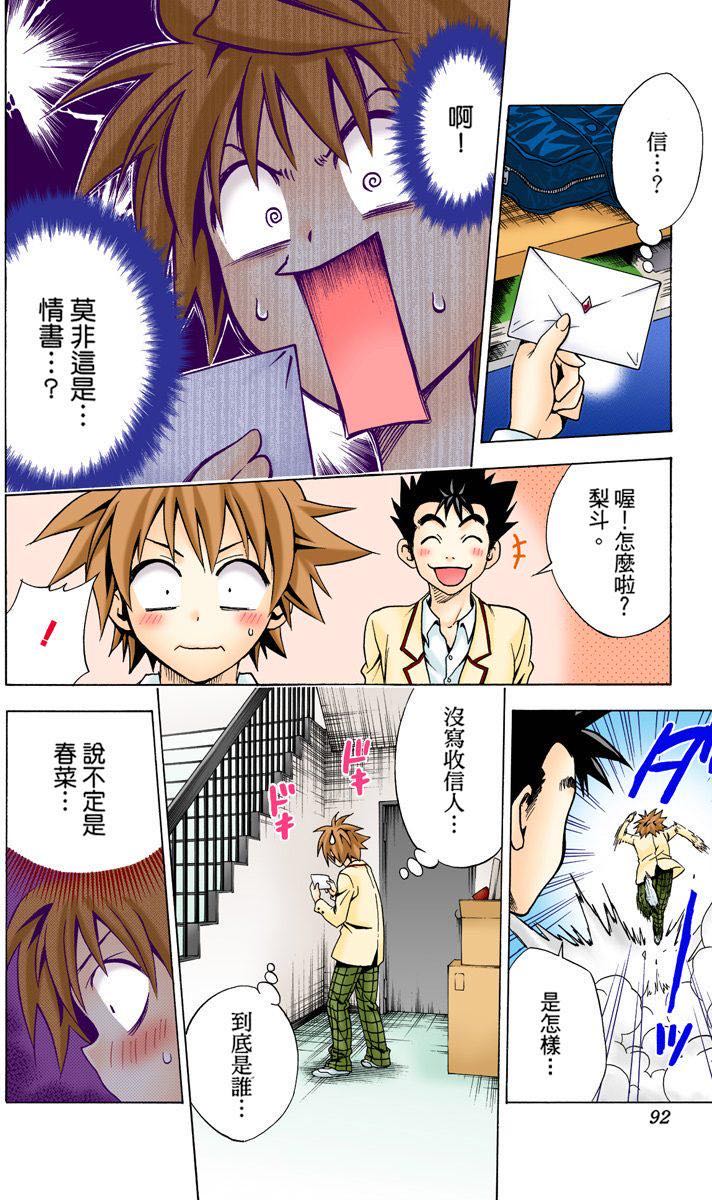 信…?
啊!
莫非這是…
情書…?
喔!怎麼啦?
梨斗。
!
ダッ
是怎樣…
沒寫收信人…
ドキ
ドキ
到底是誰…
說不定是
春菜…
92